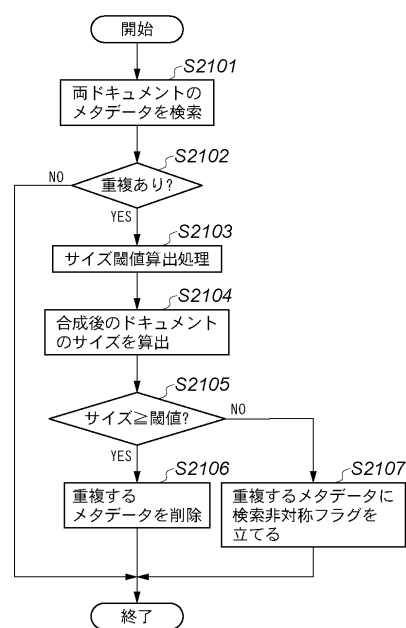 開始
S2101
両ドキュメントの
メタデータを検索
S2102
重複あり?
NO
YES
S2103
サイズ閾値算出処理
S2104
合成後のドキュメント
のサイズを算出
S2105
サイズ≧閾値?
NO
YES
S2106
重複する
メタデータを削除
S2107
重複するメタデータに
検索非対称フラグを
立てる
終了